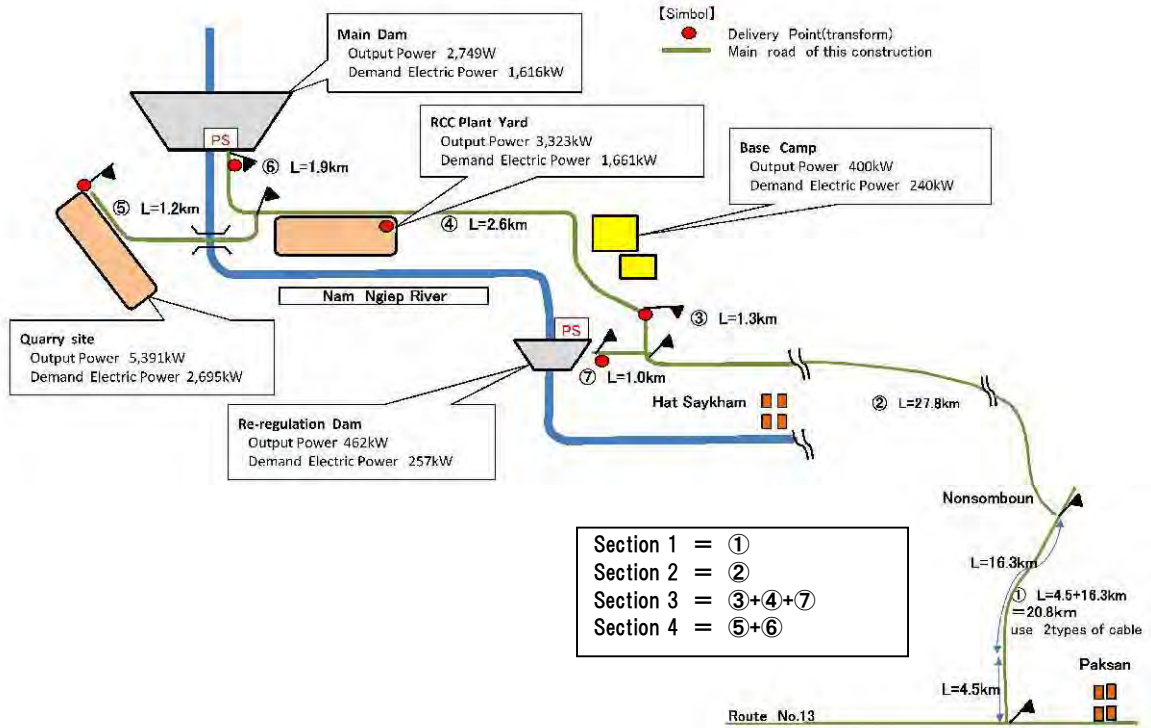 【Simbol】
Delivery Point(transform)
Main road of this construction
Main Dam
Output Power 2,749W
Demand Electric Power 1,616kW
RCC Plant Yard
Output Power 3,323kW
Demand Electric Power 1,661kW
Base Camp
Output Power 400kW
Demand Electric Power 240kW
PS
⑥ L=1.9km
⑤ L=1.2km
④ L=2.6km
Nam Ngiep River
③ L=1.3km
PS
Quarry site
Output Power 5,391kW
Demand Electric Power 2,695kW
⑦ L=1.0km
Hat Saykham
② L=27.8km
Re-regulation Dam
Output Power 462kW
Demand Electric Power 257kW
Nonsomboun
Section 1 = ①
Section 2 = ②
Section 3 = ③+④+⑦
Section 4 = ⑤+⑥
L=16.3km
① L=4.5+16.3km
=20.8km
use 2types of cable
Paksan
L=4.5km
Route No.13